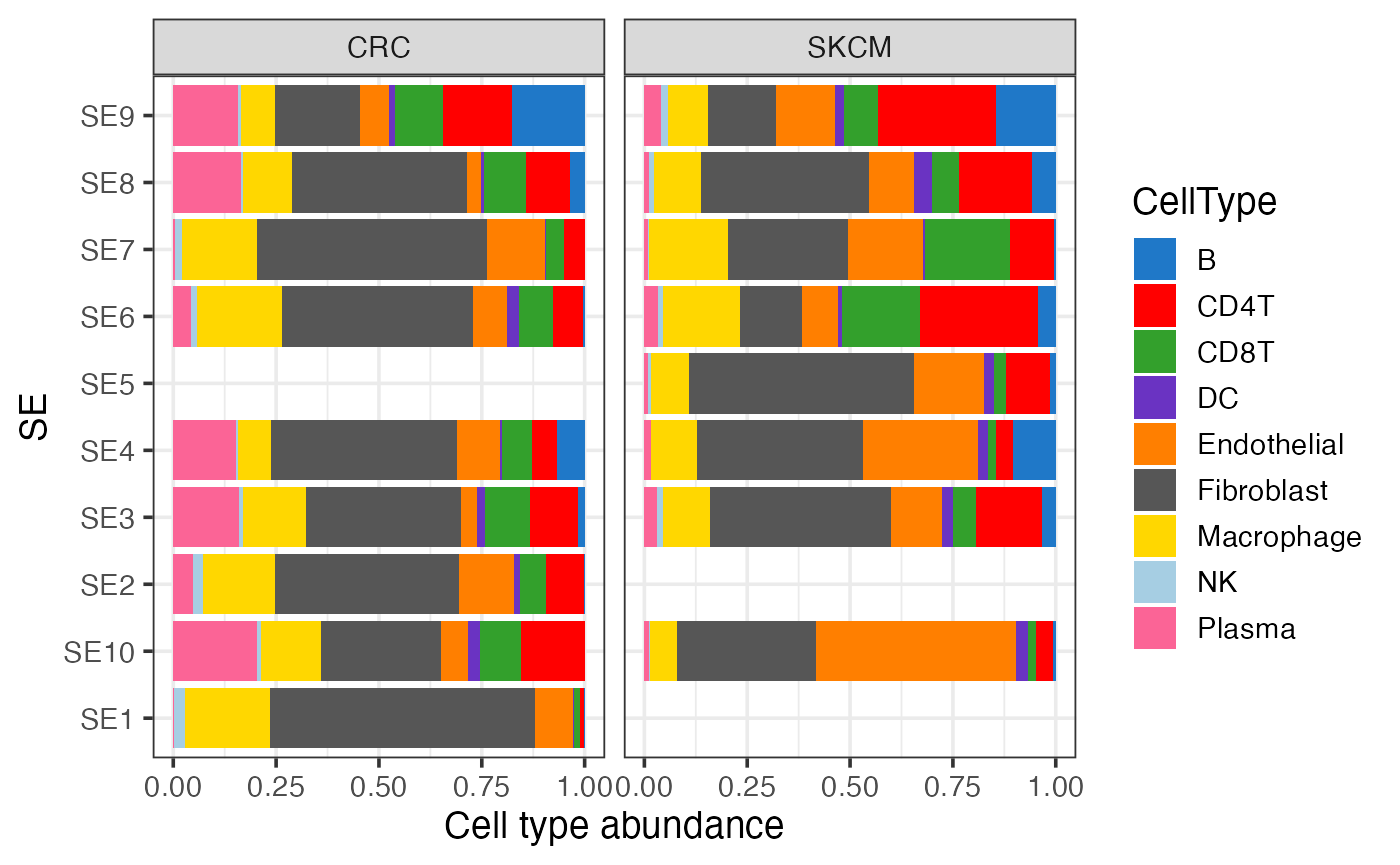 CRC
SKCM
SE
SE9
SE8
SE7
SE6
SE5
SE4
SE3
SE2
SE10
SE1
0.00 0.25 0.50 0.75 1.00
0.00 0.25 0.50 0.75 1.00
Cell type abundance
CellType
B
CD4T
CD8T
DC
Endothelial
Fibroblast
Macrophage
NK
Plasma